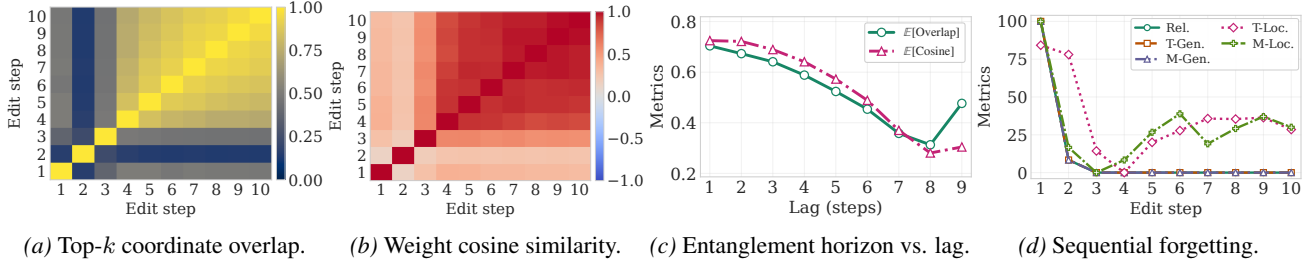 10
9
8
7
6
5
4
3
2
1
Edit step
1 2 3 4 5 6 7 8 9 10
Edit step
1.00
0.75
0.50
0.25
0.00
(a) Top-k coordinate overlap.
10
9
8
7
6
5
4
3
2
1
Edit step
1 2 3 4 5 6 7 8 9 10
Edit step
1.0
0.5
0.0
−0.5
−1.0
(b) Weight cosine similarity.
0.8
0.6
0.4
0.2
Metrics
𝔼[Overlap]
𝔼[Cosine]
1 2 3 4 5 6 7 8 9
Lag (steps)
(c) Entanglement horizon vs. lag.
100
75
50
25
0
Metrics
Rel.
T-Gen.
M-Gen.
T-Loc.
M-Loc.
1 2 3 4 5 6 7 8 9 10
Edit step
(d) Sequential forgetting.